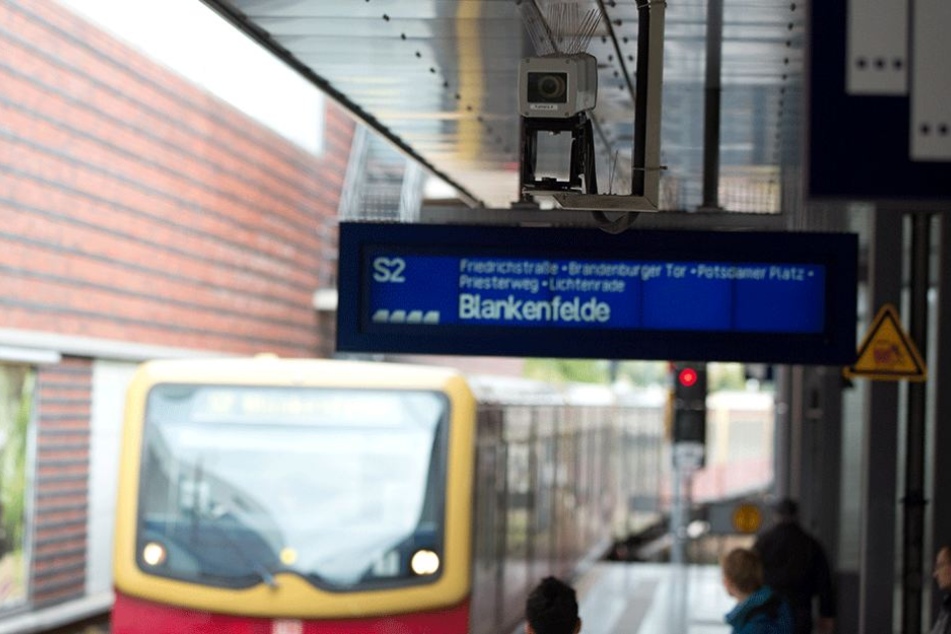 S2
Friedrichstraße • Brandenburger Tor • Potsdamer Platz •
Priesterweg • Lichtenrade
Blankenfelde